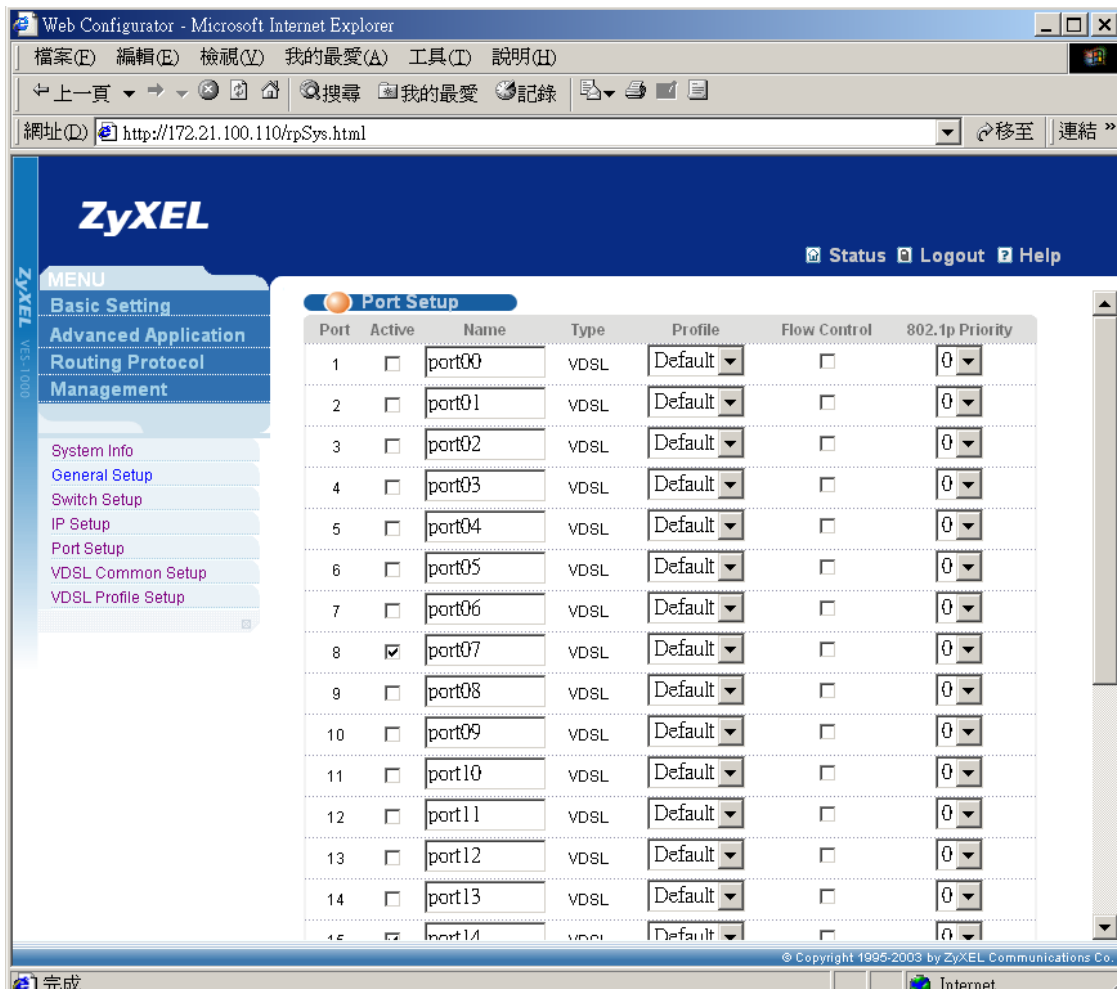 Web Configurator - Microsoft Internet Explorer
檔案(F) 編輯(E) 檢視(V) 我的最愛(A) 工具(T) 說明(H)
上一頁 搜尋 我的最愛 記錄
網址(D) http://172.21.100.110/rpSys.html 移至 連結 »
ZyXEL
Status Logout Help
ZyXEL VES-1000
MENU
Basic Setting
Advanced Application
Routing Protocol
Management
System Info
General Setup
Switch Setup
IP Setup
Port Setup
VDSL Common Setup
VDSL Profile Setup
Port Setup
Port Active Name Type Profile Flow Control 802.1p Priority
1 port00 VDSL Default 0
2 port01 VDSL Default 0
3 port02 VDSL Default 0
4 port03 VDSL Default 0
5 port04 VDSL Default 0
6 port05 VDSL Default 0
7 port06 VDSL Default 0
8 port07 VDSL Default 0
9 port08 VDSL Default 0
10 port09 VDSL Default 0
11 port10 VDSL Default 0
12 port11 VDSL Default 0
13 port12 VDSL Default 0
14 port13 VDSL Default 0
15 port14 VDSL Default 0
© Copyright 1995-2003 by ZyXEL Communications Co.
完成 Internet